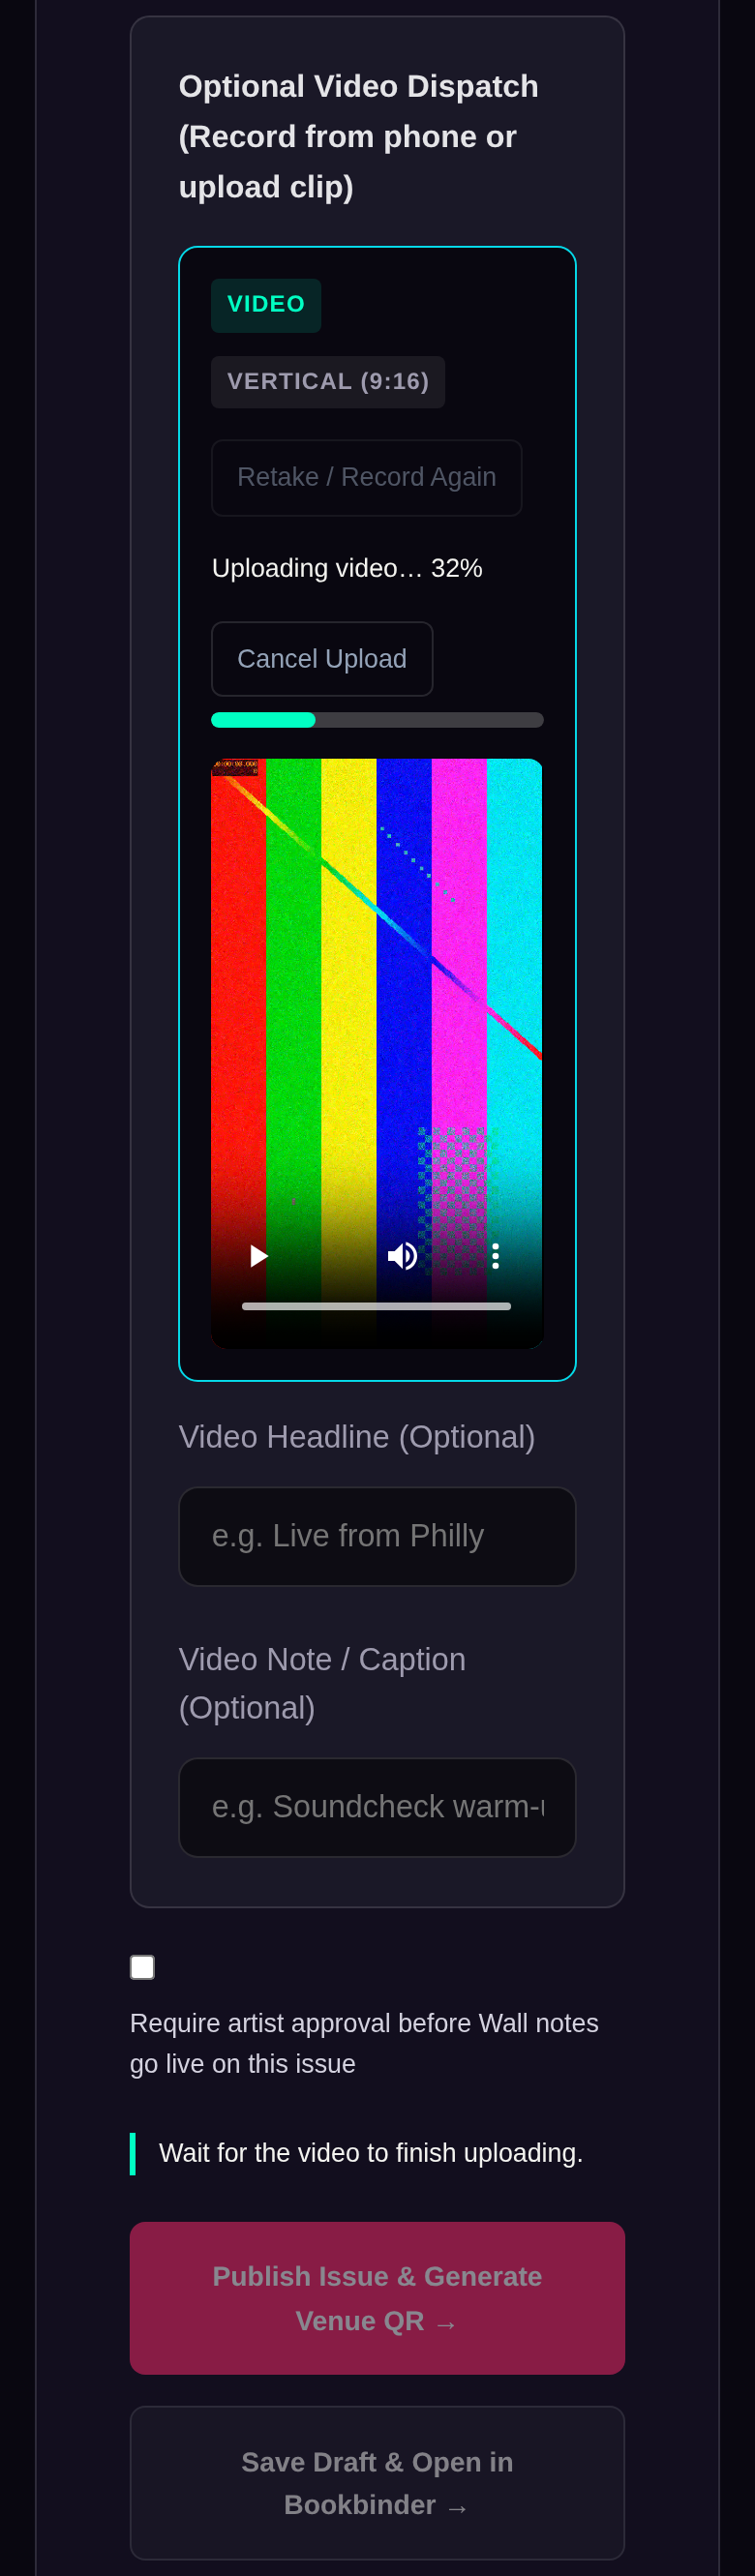 Optional Video Dispatch
(Record from phone or
upload clip)
VIDEO
VERTICAL (9:16)
Retake / Record Again
Uploading video… 32%
Cancel Upload
Video Headline (Optional)
e.g. Live from Philly
Video Note / Caption
(Optional)
e.g. Soundcheck
Require artist approval before Wall notes
go live on this issue
Wait for the video to finish uploading.
Publish Issue & Generate
Venue QR →
Save Draft & Open in
Bookbinder →